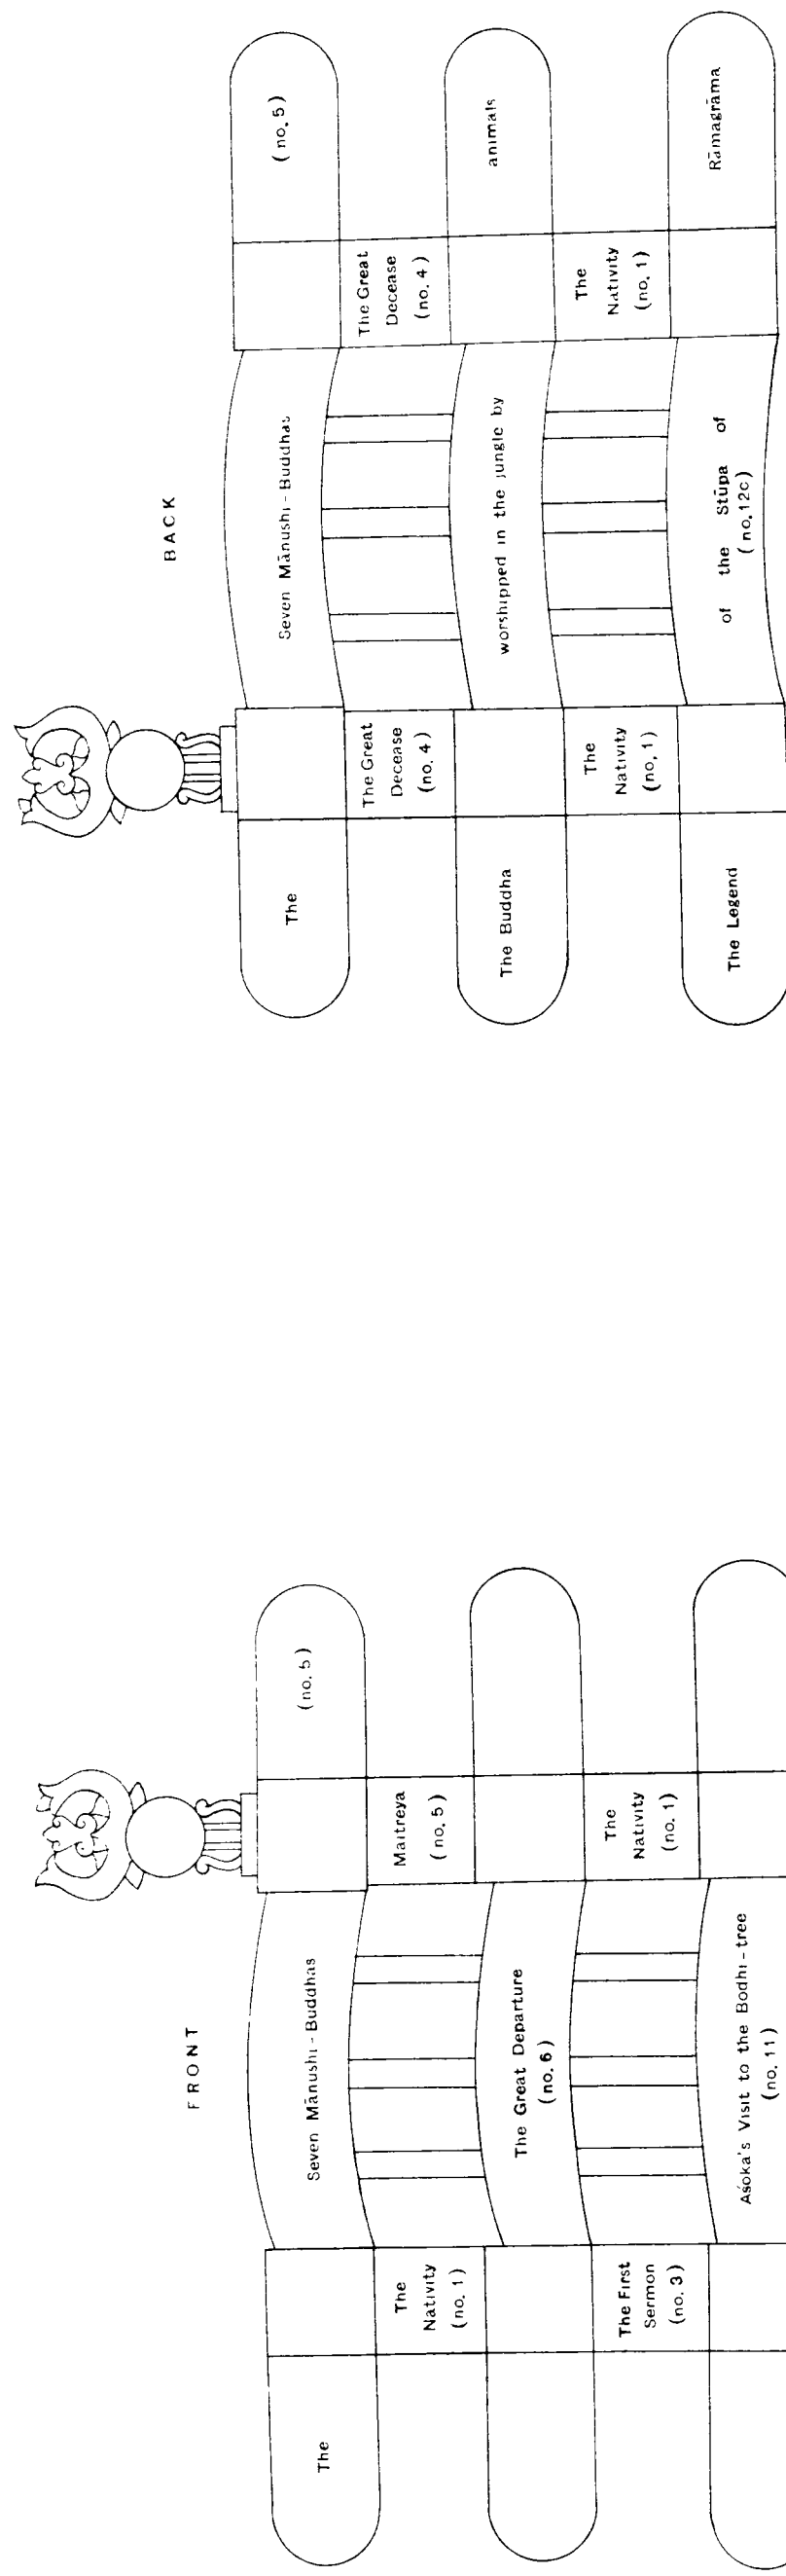 FRONT
The Seven Mānushi-Buddhas (no. 5)
The Nativity (no. 1)
Maitreya (no. 5)
The Great Departure
(no. 6)
The First Sermon (no. 3)
The Nativity (no. 1)
Aśoka's Visit to the Bodhi-tree
(no. 11)
BACK
The Seven Mānushi-Buddhas (no. 5)
The Great Decease (no. 4)
The Great Decease (no. 4)
The Buddha worshipped in the jungle by animals
The Nativity (no. 1)
The Nativity (no. 1)
The Legend of the Stūpa of Rāmagrāma
(no. 12c)